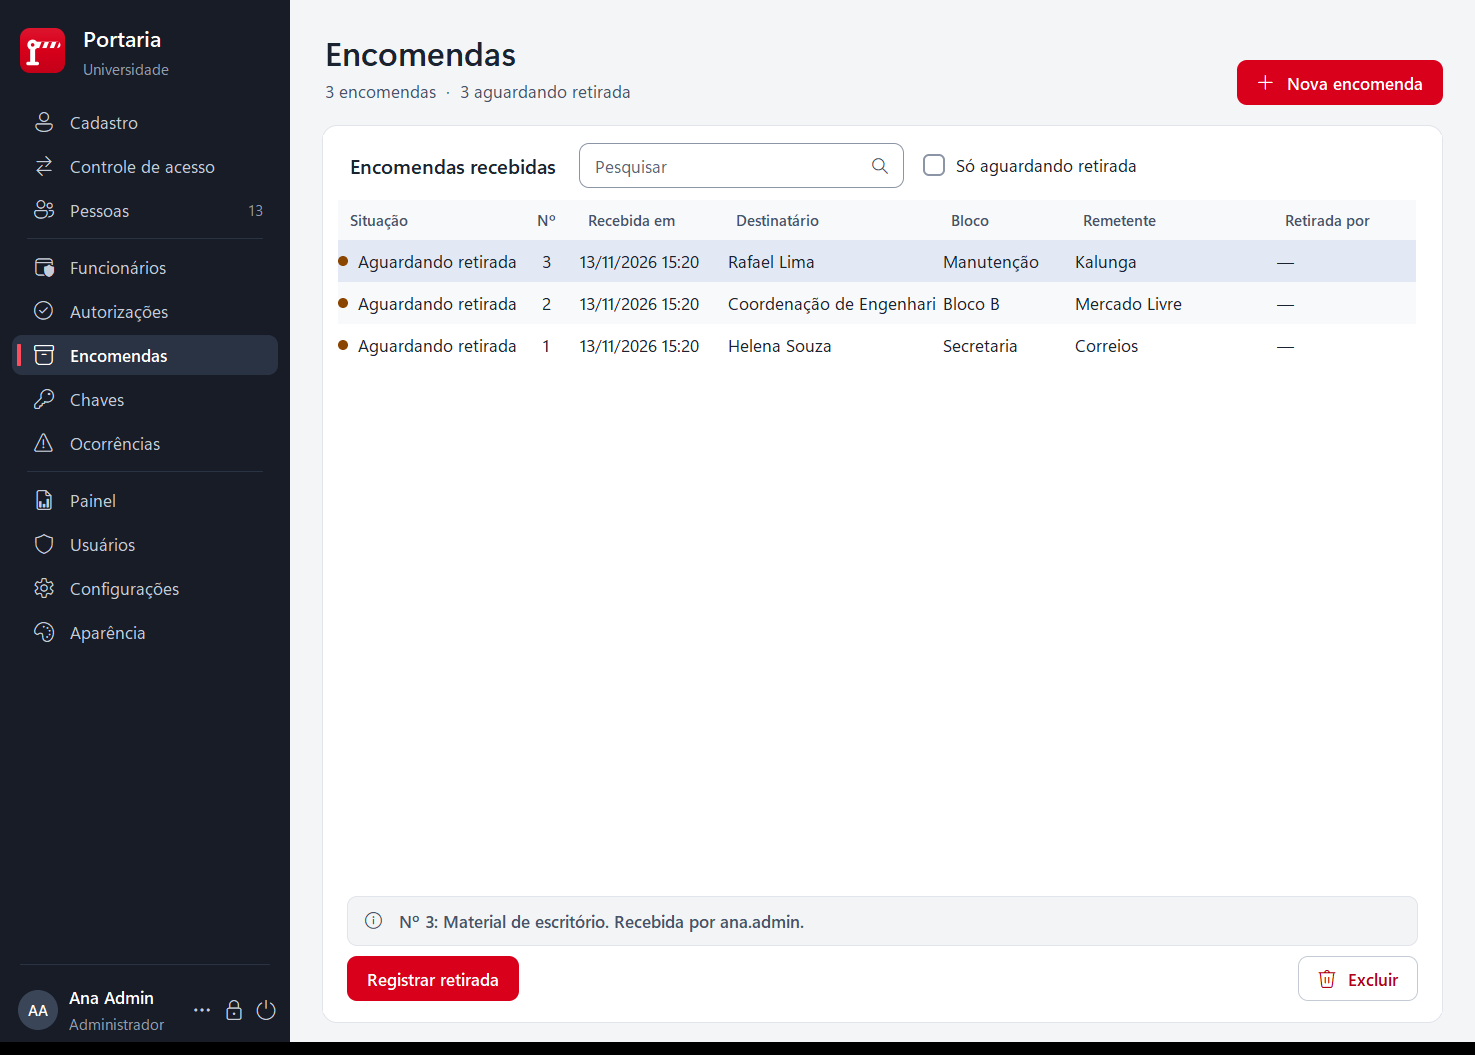 Portaria
Universidade
Cadastro
Controle de acesso
Pessoas 13
Funcionários
Autorizações
Encomendas
Chaves
Ocorrências
Painel
Usuários
Configurações
Aparência
AA
Ana Admin
Administrador
Encomendas
3 encomendas · 3 aguardando retirada
+ Nova encomenda
Encomendas recebidas
Pesquisar
Só aguardando retirada
Situação Nº Recebida em Destinatário Bloco Remetente Retirada por
Aguardando retirada 3 13/11/2026 15:20 Rafael Lima Manutenção Kalunga —
Aguardando retirada 2 13/11/2026 15:20 Coordenação de Engenhari Bloco B Mercado Livre —
Aguardando retirada 1 13/11/2026 15:20 Helena Souza Secretaria Correios —
Nº 3: Material de escritório. Recebida por ana.admin.
Registrar retirada
Excluir